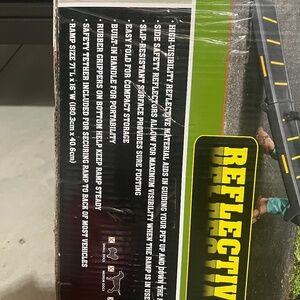 REFLECTIV
• HIGH-VISIBILITY REFLECTIVE MATERIAL AIDS IN GUIDING YOUR PET UP AND DOWN THE
• SIDE SAFETY REFLECTORS ALLOW FOR MAXIMUM VISIBILITY WHEN THE RAMP IS IN USE
• SLIP-RESISTANT SURFACE PROVIDES SURE FOOTING
• EASY FOLD FOR COMPACT STORAGE
• BUILT-IN HANDLE FOR PORTABILITY
• RUBBER GRIPPERS ON BOTTOM HELP KEEP RAMP STEADY
• SAFETY TETHER INCLUDED FOR SECURING RAMP TO BACK OF MOST VEHICLES
• RAMP SIZE 71"L x 16"W (180.3cm x 40.6cm)